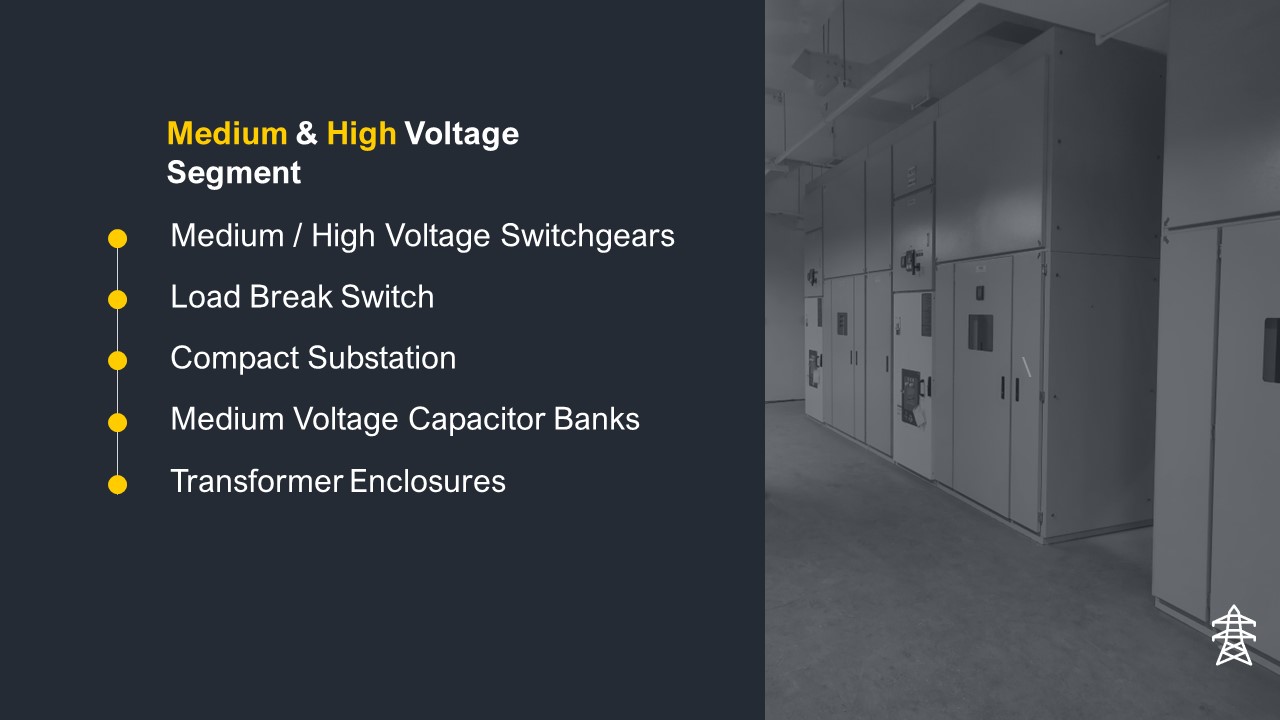 Medium & High Voltage
Segment
Medium / High Voltage Switchgears
Load Break Switch
Compact Substation
Medium Voltage Capacitor Banks
Transformer Enclosures